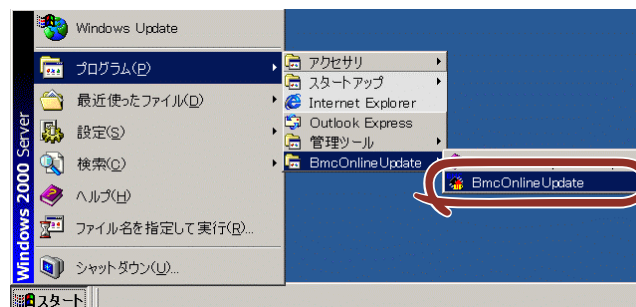 Windows Update
プログラム(P)
最近使ったファイル(D)
設定(S)
検索(C)
ヘルプ(H)
ファイル名を指定して実行(R)...
シャットダウン(U)...
Windows 2000 Server
スタート
アクセサリ
スタートアップ
Internet Explorer
Outlook Express
管理ツール
BmcOnlineUpdate
BmcOnlineUpdate